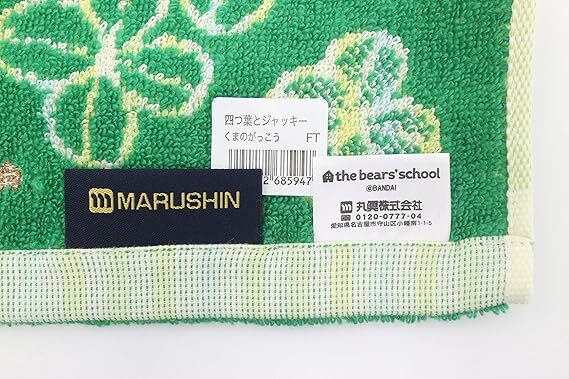 四つ葉とジャッキー
くまのがっこう FT
2 685947
MARUSHIN
the bears' school
@BANDAI
丸眞株式会社
0120-0777-04
愛知県名古屋市守山区小幡南1-1-5